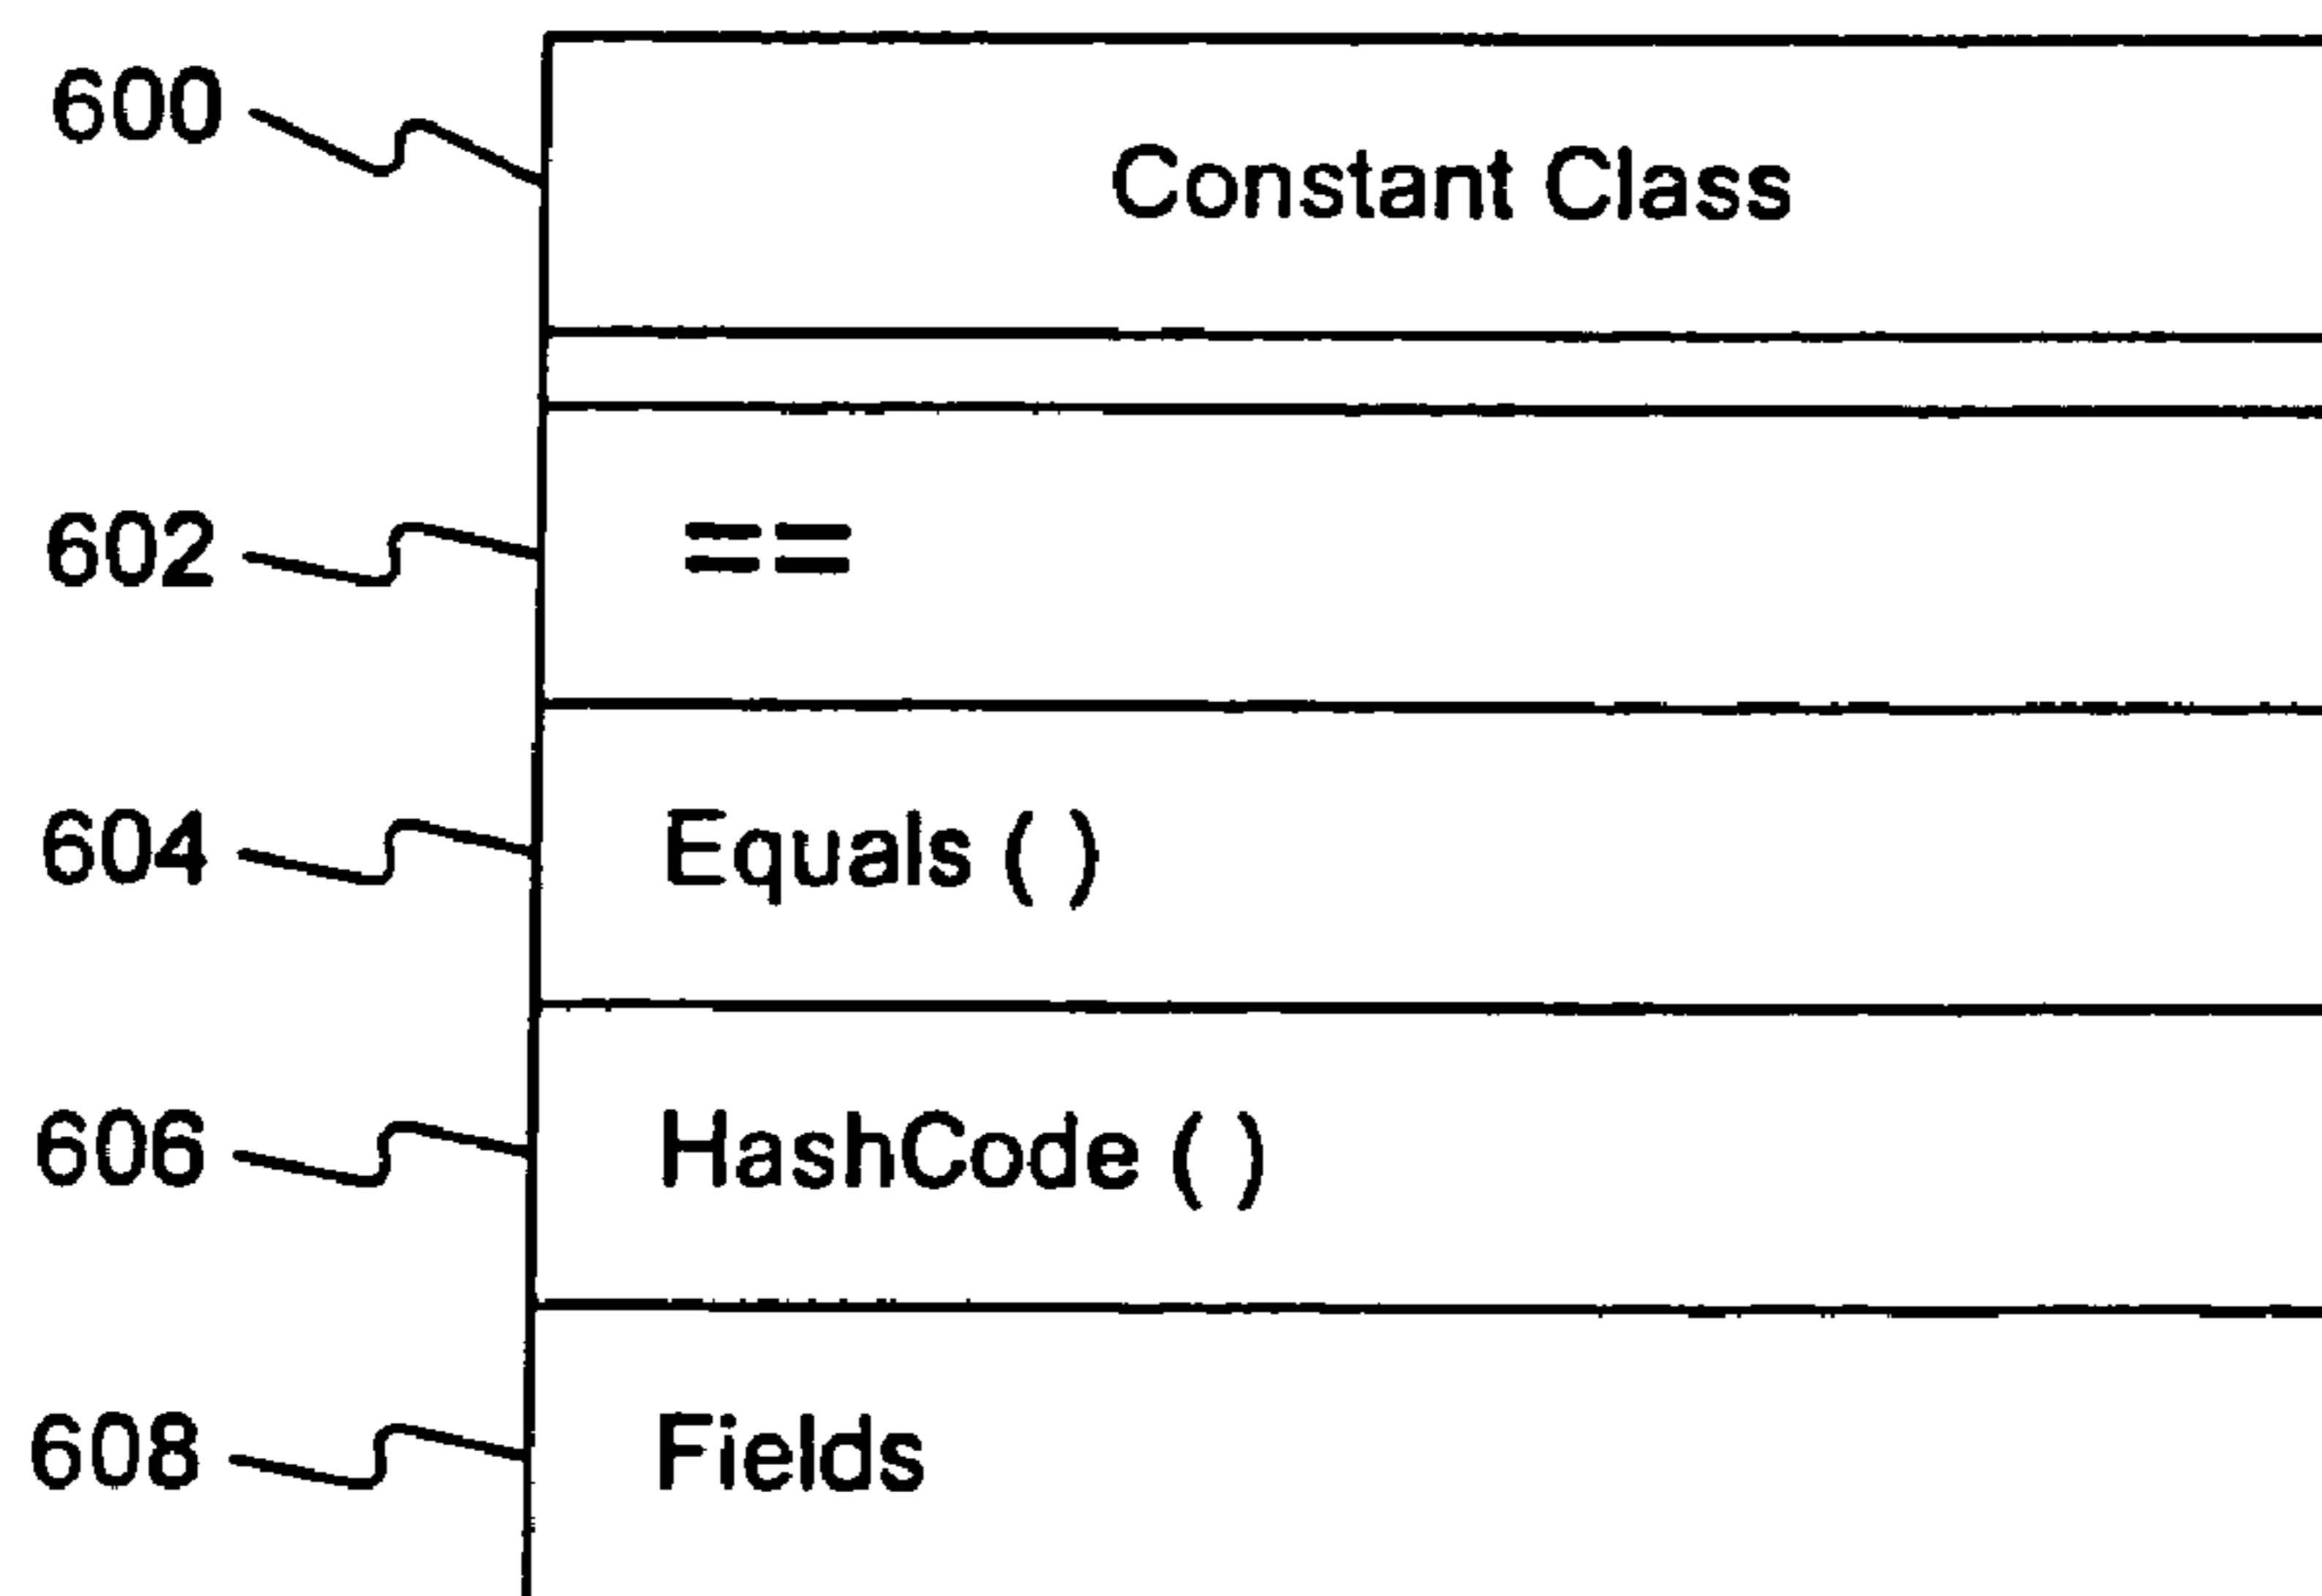 600
Constant Class
602
==
604
Equals ( )
606
HashCode ( )
608
Fields